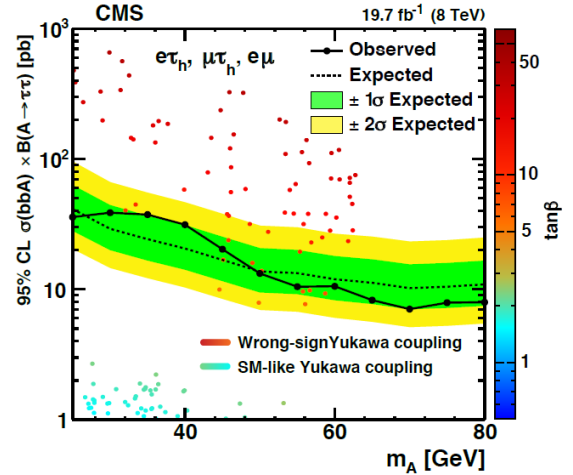 CMS 19.7 fb⁻¹ (8 TeV)
eτₕ, μτₕ, eμ
Observed
Expected
± 1σ Expected
± 2σ Expected
Wrong-signYukawa coupling
SM-like Yukawa coupling
95% CL σ(bbA) ×B(A→ττ) [pb]
10³
10²
10
1
40 60 80
m_A [GeV]
50
10
5
2
1
tanβ